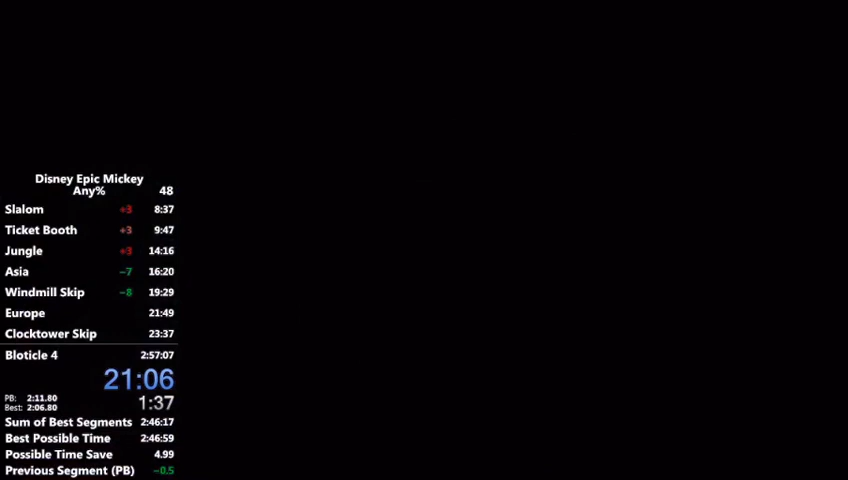 Disney Epic Mickey
Any% 48
Slalom +3 8:37
Ticket Booth +3 9:47
Jungle +3 14:16
Asia −7 16:20
Windmill Skip −8 19:29
Europe 21:49
Clocktower Skip 23:37
Bloticle 4 2:57:07
21:06
PB: 2:11.80
Best: 2:06.80
1:37
Sum of Best Segments 2:46:17
Best Possible Time 2:46:59
Possible Time Save 4.99
Previous Segment (PB) −0.5